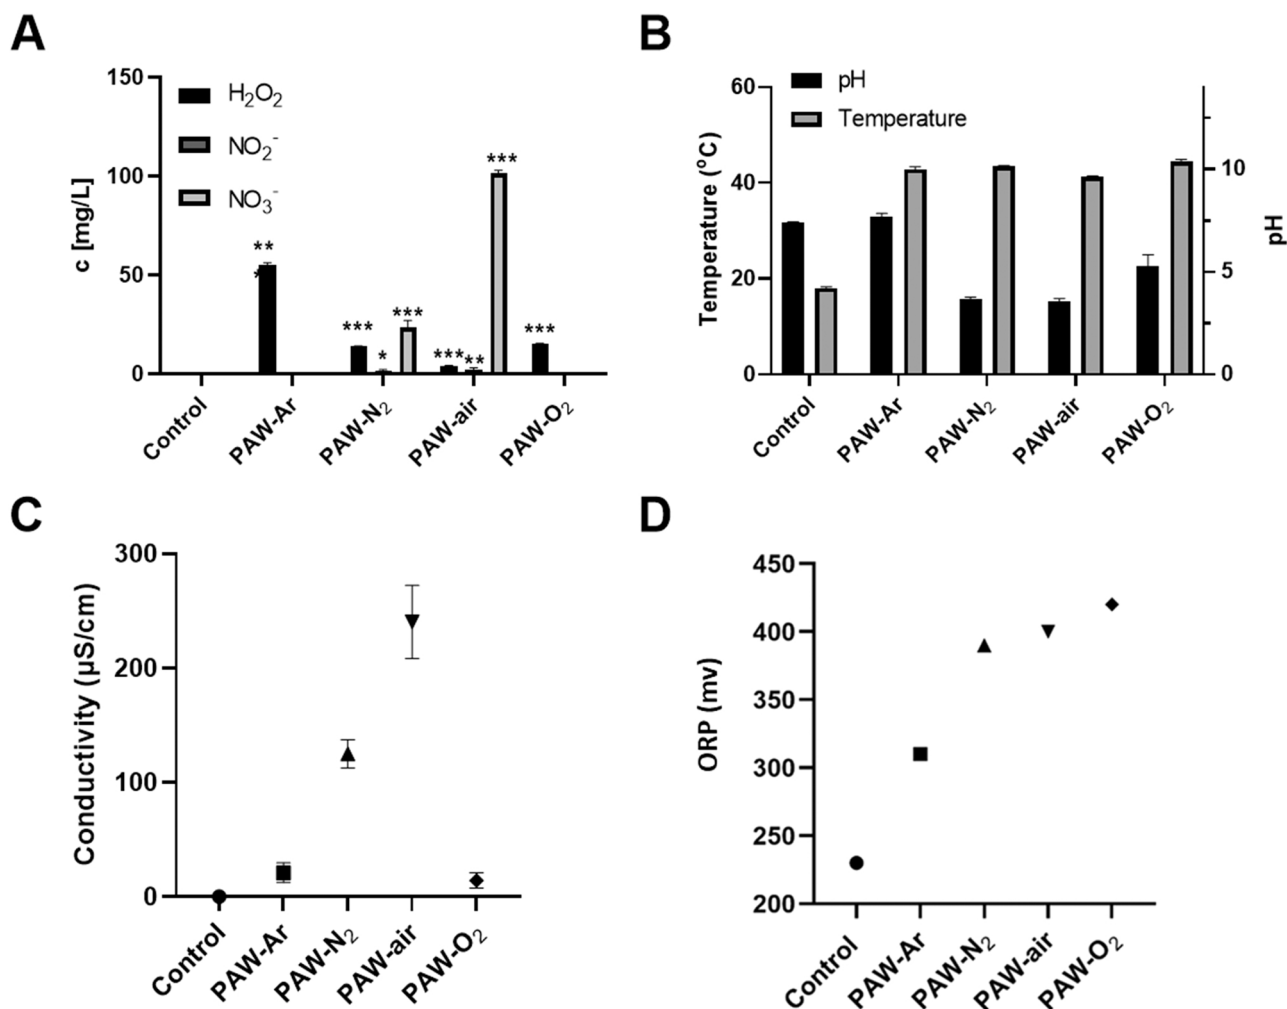 A
150
100
50
0
c [mg/L]
H₂O₂
NO₂⁻
NO₃⁻
**
*
***
*
***
***
**
***
***
Control
PAW-Ar
PAW-N₂
PAW-air
PAW-O₂
B
60
40
20
0
Temperature (°C)
pH
Temperature
10
5
0
pH
Control
PAW-Ar
PAW-N₂
PAW-air
PAW-O₂
C
300
200
100
0
Conductivity (µS/cm)
Control
PAW-Ar
PAW-N₂
PAW-air
PAW-O₂
D
450
400
350
300
250
200
ORP (mv)
Control
PAW-Ar
PAW-N₂
PAW-air
PAW-O₂